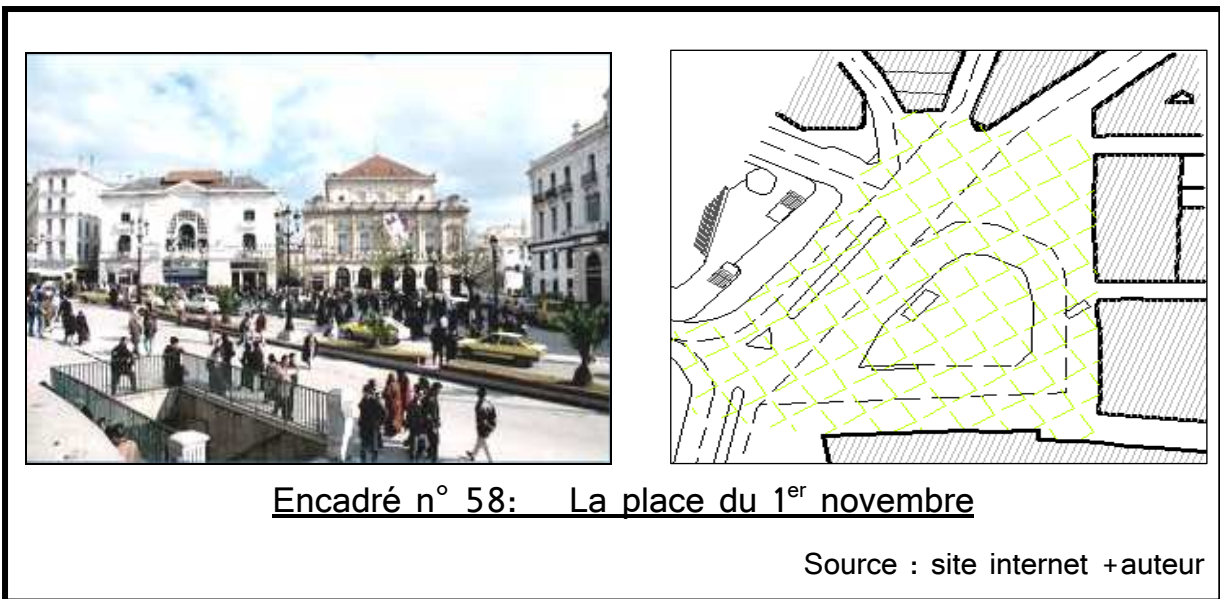 Encadré n° 58: La place du 1er novembre
Source : site internet +auteur